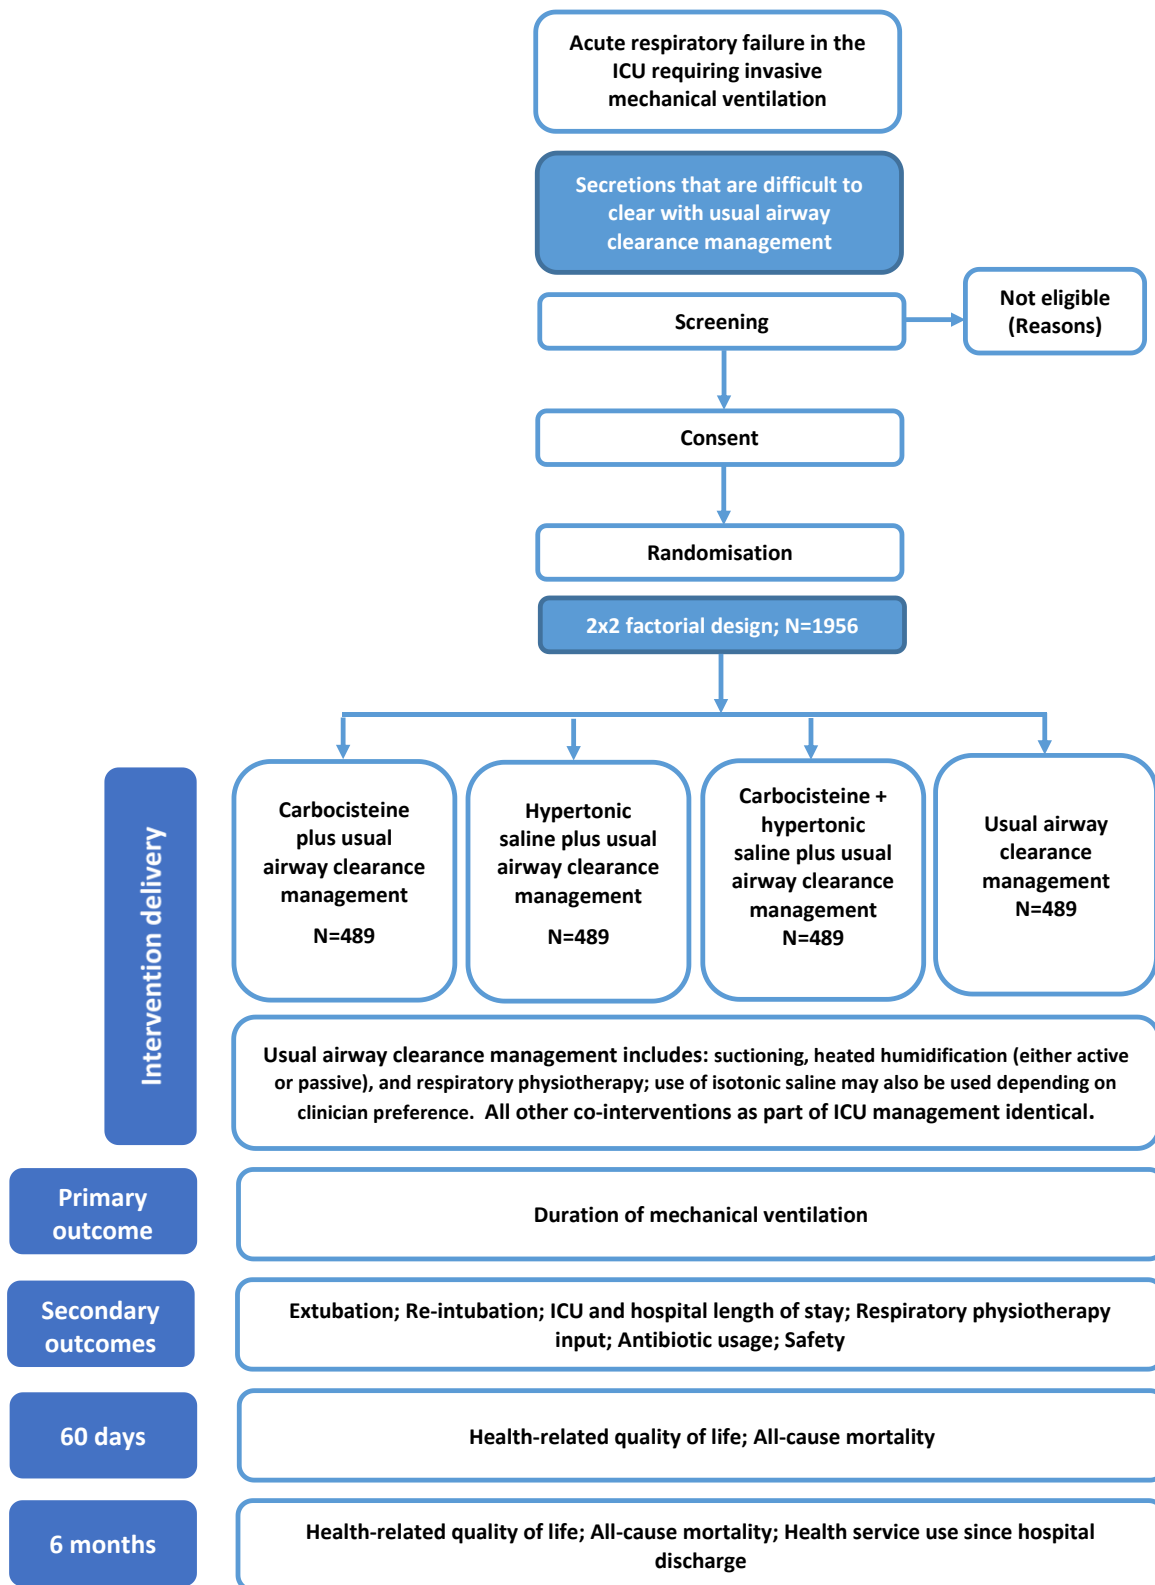 Acute respiratory failure in the
ICU requiring invasive
mechanical ventilation
Secretions that are difficult to
clear with usual airway
clearance management
Screening
Not eligible
(Reasons)
Consent
Randomisation
2x2 factorial design; N=1956
Intervention delivery
Carbocisteine
plus usual
airway clearance
management
N=489
Hypertonic
saline plus usual
airway clearance
management
N=489
Carbocisteine +
hypertonic
saline plus usual
airway clearance
management
N=489
Usual airway
clearance
management
N=489
Usual airway clearance management includes: suctioning, heated humidification (either active
or passive), and respiratory physiotherapy; use of isotonic saline may also be used depending on
clinician preference. All other co-interventions as part of ICU management identical.
Primary
outcome
Duration of mechanical ventilation
Secondary
outcomes
Extubation; Re-intubation; ICU and hospital length of stay; Respiratory physiotherapy
input; Antibiotic usage; Safety
60 days
Health-related quality of life; All-cause mortality
6 months
Health-related quality of life; All-cause mortality; Health service use since hospital
discharge